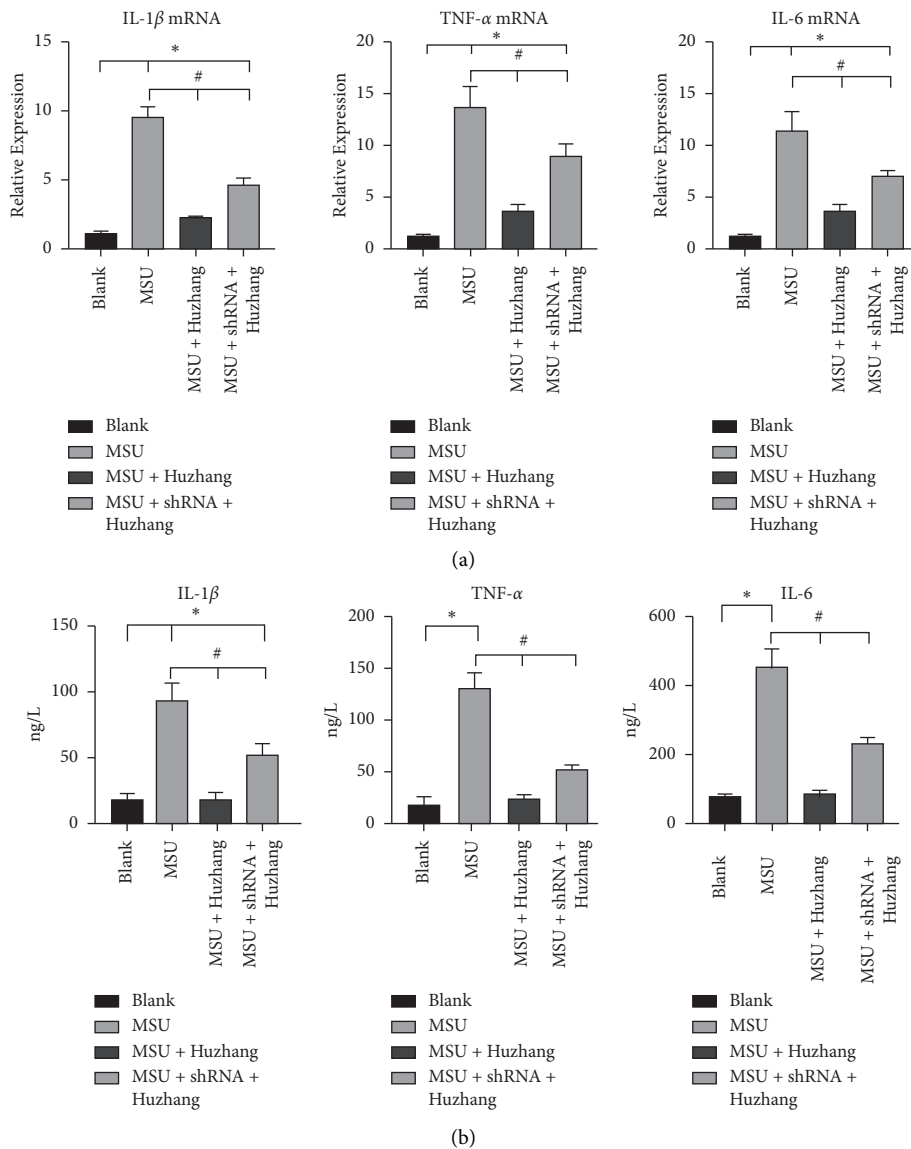 IL-1β mRNA
15
10
5
0
Relative Expression
*
#
Blank
MSU
MSU + Huzhang
MSU + shRNA +
Huzhang
Blank
MSU
MSU + Huzhang
MSU + shRNA +
Huzhang
TNF-α mRNA
20
15
10
5
0
Relative Expression
*
#
Blank
MSU
MSU + Huzhang
MSU + shRNA +
Huzhang
Blank
MSU
MSU + Huzhang
MSU + shRNA +
Huzhang
IL-6 mRNA
20
15
10
5
0
Relative Expression
*
#
Blank
MSU
MSU + Huzhang
MSU + shRNA +
Huzhang
Blank
MSU
MSU + Huzhang
MSU + shRNA +
Huzhang
(a)
IL-1β
150
100
50
0
ng/L
*
#
Blank
MSU
MSU + Huzhang
MSU + shRNA +
Huzhang
Blank
MSU
MSU + Huzhang
MSU + shRNA +
Huzhang
TNF-α
200
150
100
50
0
ng/L
*
#
Blank
MSU
MSU + Huzhang
MSU + shRNA +
Huzhang
Blank
MSU
MSU + Huzhang
MSU + shRNA +
Huzhang
IL-6
600
400
200
0
ng/L
*
#
Blank
MSU
MSU + Huzhang
MSU + shRNA +
Huzhang
Blank
MSU
MSU + Huzhang
MSU + shRNA +
Huzhang
(b)